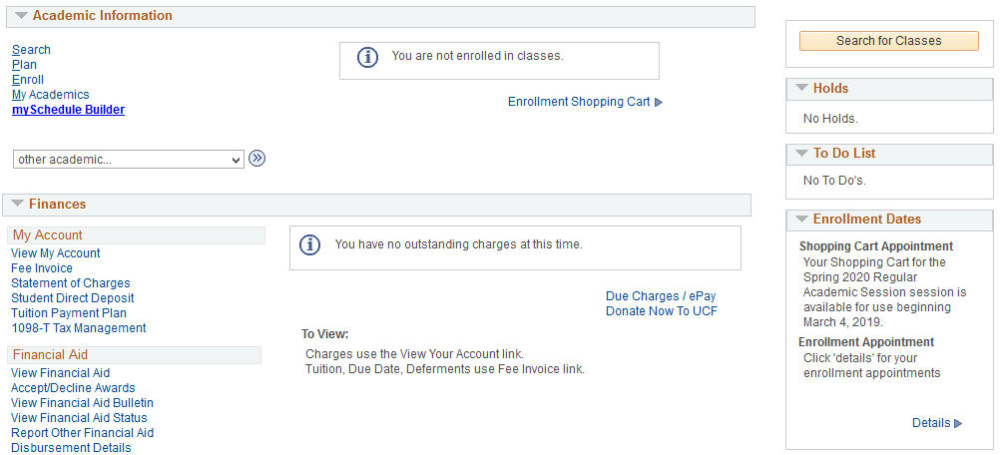 Academic Information
Search
Plan
Enroll
My Academics
mySchedule Builder
You are not enrolled in classes.
Enrollment Shopping Cart
other academic...
Finances
My Account
View My Account
Fee Invoice
Statement of Charges
Student Direct Deposit
Tuition Payment Plan
1098-T Tax Management
Financial Aid
View Financial Aid
Accept/Decline Awards
View Financial Aid Bulletin
View Financial Aid Status
Report Other Financial Aid
Disbursement Details
You have no outstanding charges at this time.
Due Charges / ePay
Donate Now To UCF
To View:
Charges use the View Your Account link.
Tuition, Due Date, Deferments use Fee Invoice link.
Search for Classes
Holds
No Holds.
To Do List
No To Do's.
Enrollment Dates
Shopping Cart Appointment
Your Shopping Cart for the
Spring 2020 Regular
Academic Session session is
available for use beginning
March 4, 2019.
Enrollment Appointment
Click 'details' for your
enrollment appointments
Details